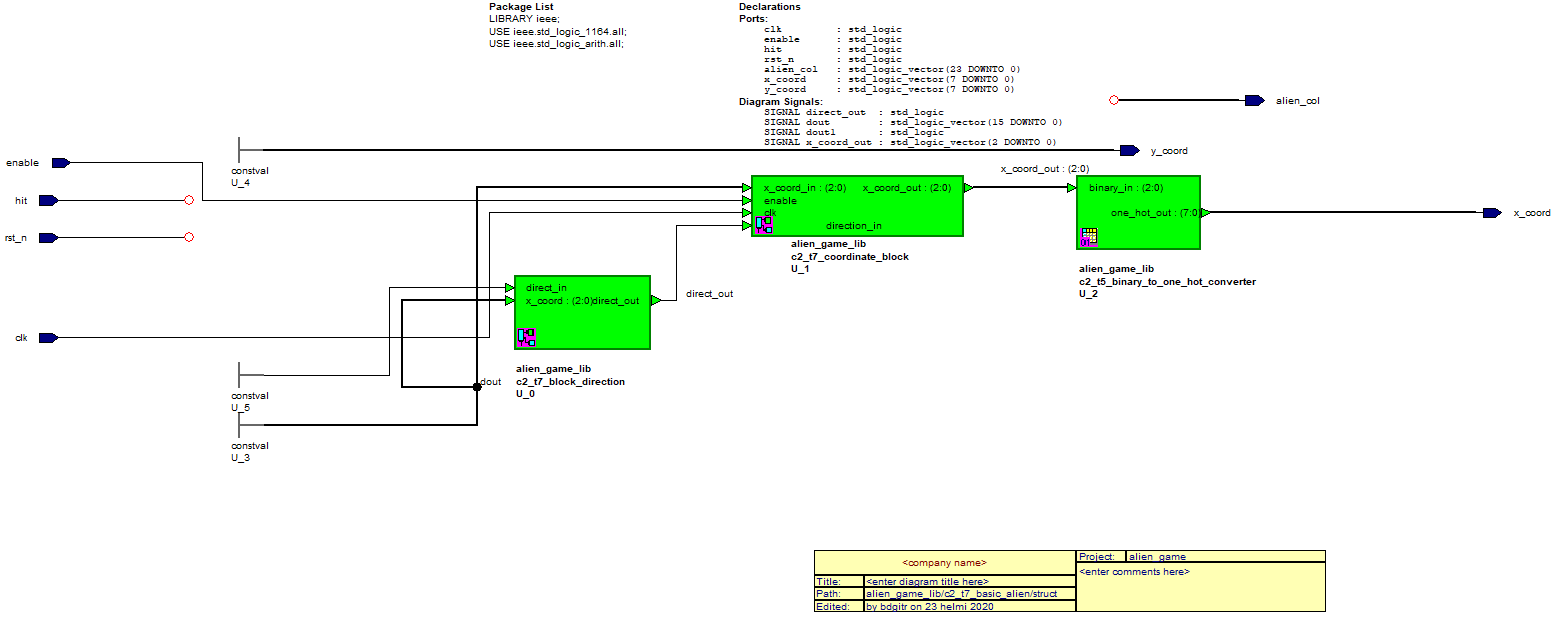 Package List
LIBRARY ieee;
USE ieee.std_logic_1164.all;
USE ieee.std_logic_arith.all;
Declarations
Ports:
clk : std_logic
enable : std_logic
hit : std_logic
rst_n : std_logic
alien_col : std_logic_vector(23 DOWNTO 0)
x_coord : std_logic_vector(7 DOWNTO 0)
y_coord : std_logic_vector(7 DOWNTO 0)
Diagram Signals:
SIGNAL direct_out : std_logic
SIGNAL dout : std_logic_vector(15 DOWNTO 0)
SIGNAL dout1 : std_logic
SIGNAL x_coord_out : std_logic_vector(2 DOWNTO 0)
alien_col
y_coord
enable
constval
U_4
hit
rst_n
x_coord_out : (2:0)
x_coord_in : (2:0) x_coord_out : (2:0)
enable
clk
direction_in
alien_game_lib
c2_t7_coordinate_block
U_1
binary_in : (2:0)
one_hot_out : (7:0)
x_coord
alien_game_lib
c2_t5_binary_to_one_hot_converter
U_2
direct_in
x_coord : (2:0)direct_out
direct_out
clk
alien_game_lib
c2_t7_block_direction
U_0
dout
constval
U_5
constval
U_3
<company name>
Project: alien_game
<enter comments here>
Title: <enter diagram title here>
Path: alien_game_lib/c2_t7_basic_alien/struct
Edited: by bdgitr on 23 helmi 2020